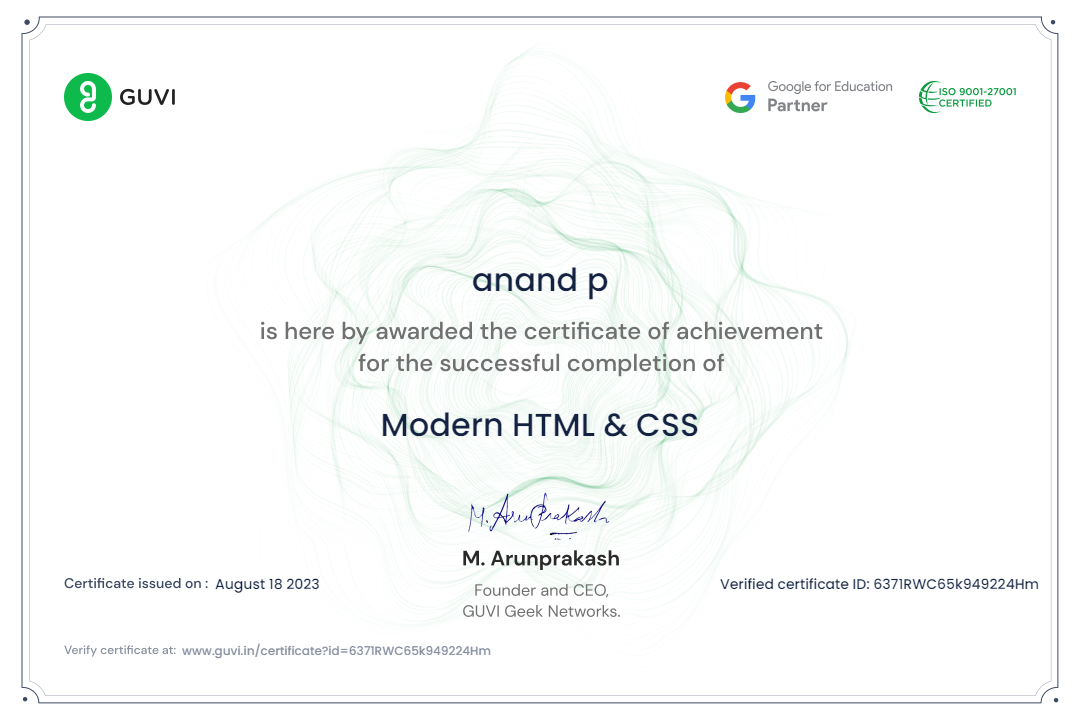 GUVI
Google for Education
Partner
ISO 9001-27001
CERTIFIED
anand p
is here by awarded the certificate of achievement
for the successful completion of
Modern HTML & CSS
M. ArunPrakash
M. Arunprakash
Founder and CEO,
GUVI Geek Networks.
Certificate issued on : August 18 2023
Verified certificate ID: 6371RWC65k949224Hm
Verify certificate at: www.guvi.in/certificate?id=6371RWC65k949224Hm